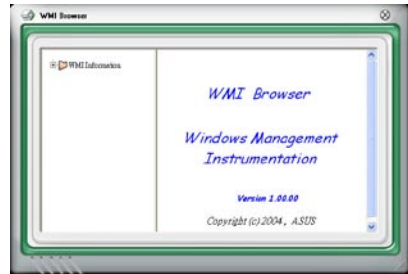 WMI Browser
WMI Information
WMI Browser
Windows Management
Instrumentation
Version 1.00.00
Copyright (c) 2004, ASUS